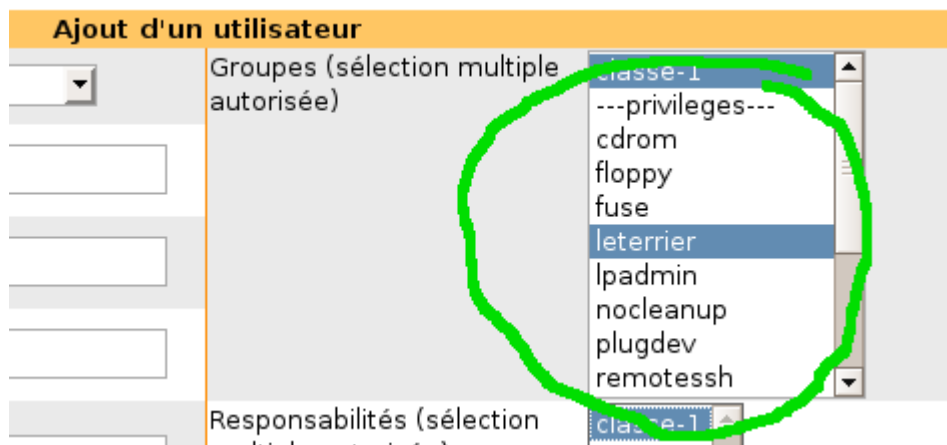 Ajout d'un utilisateur
Groupes (sélection multiple
autorisée)
classe-1
---privileges---
cdrom
floppy
fuse
leterrier
lpadmin
nocleanup
plugdev
remotessh
Responsabilités (sélection
classe-1